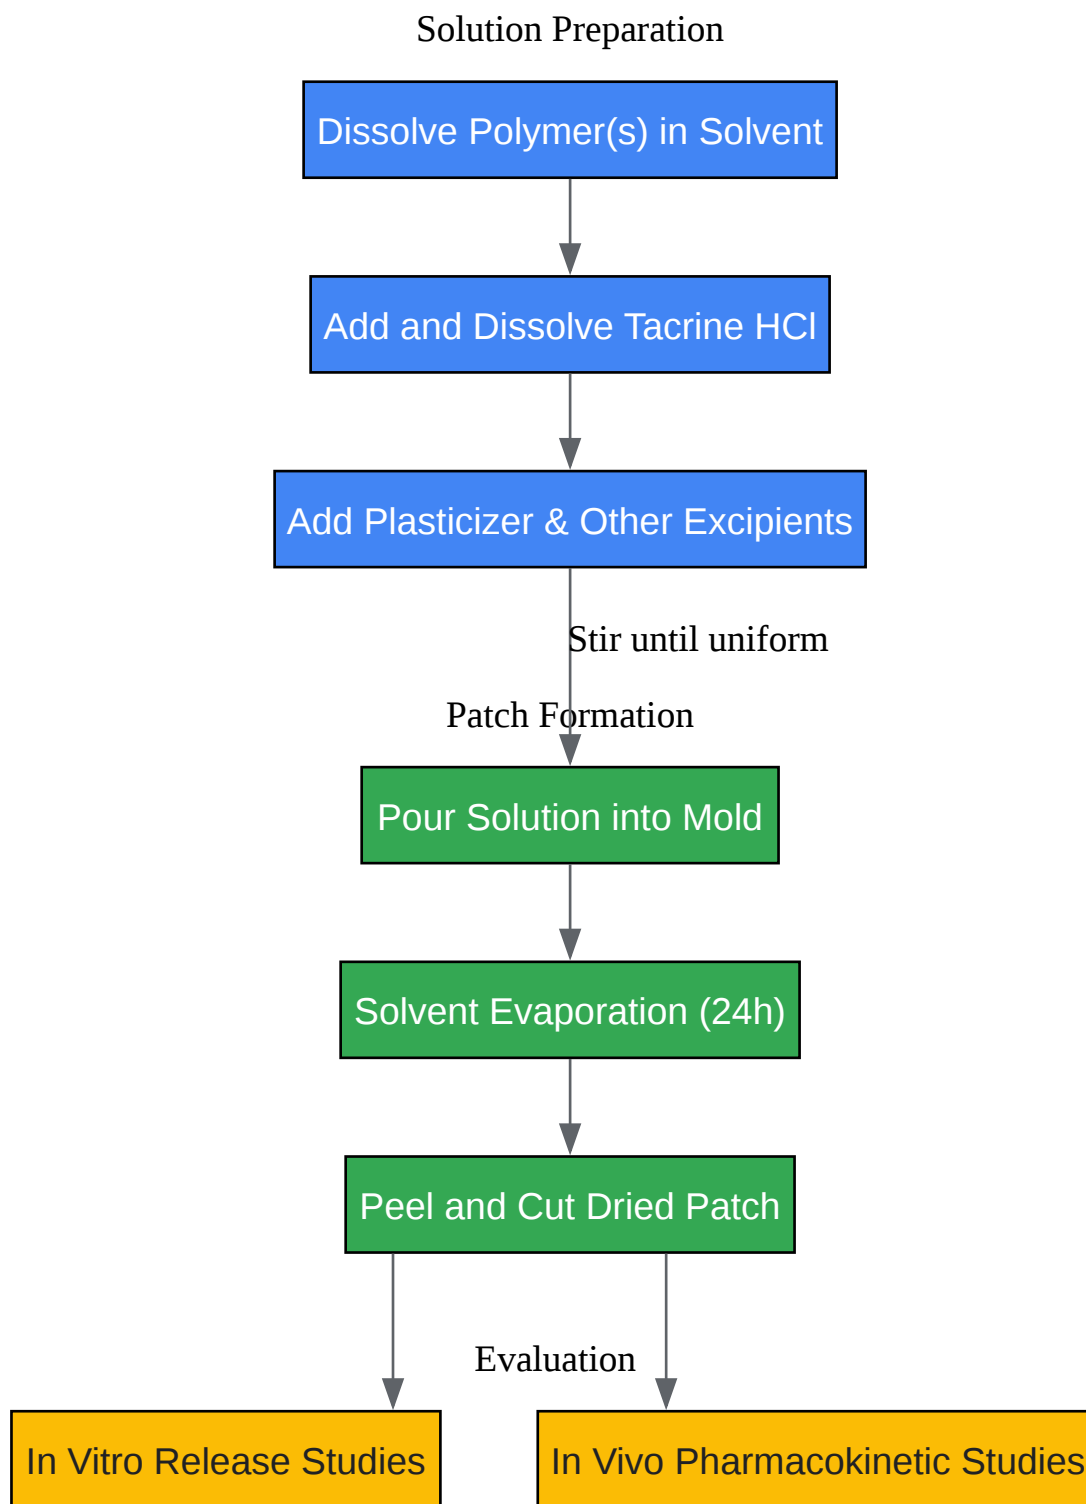 Solution Preparation
Dissolve Polymer(s) in Solvent
Add and Dissolve Tacrine HCl
Add Plasticizer & Other Excipients
Stir until uniform
Patch Formation
Pour Solution into Mold
Solvent Evaporation (24h)
Peel and Cut Dried Patch
Evaluation
In Vitro Release Studies
In Vivo Pharmacokinetic Studies